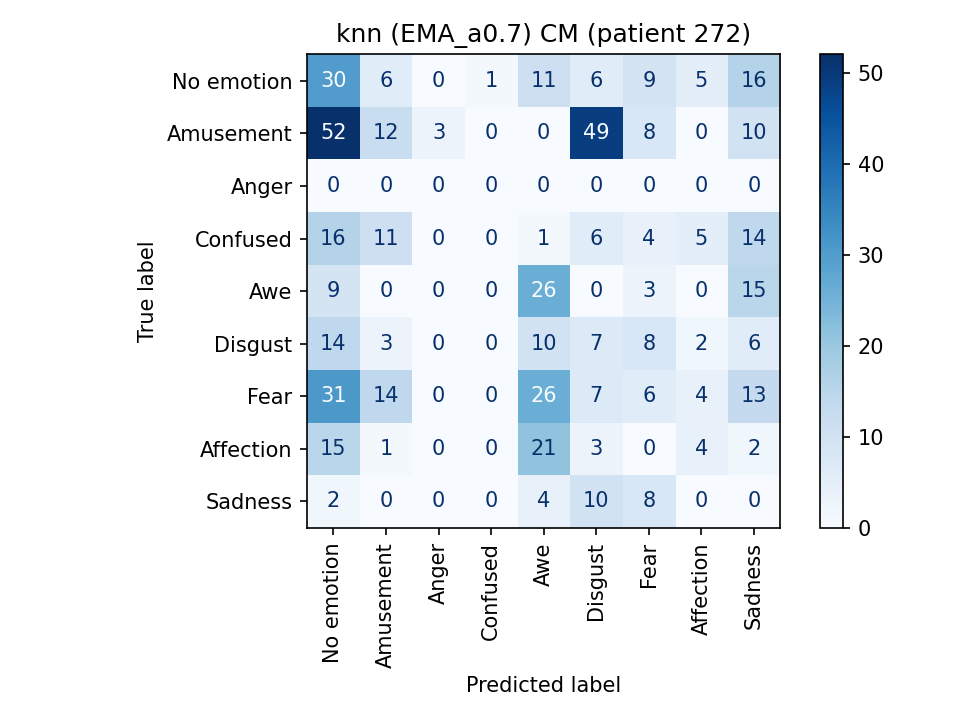 knn (EMA_a0.7) CM (patient 272)
No emotion 30 6 0 1 11 6 9 5 16
Amusement 52 12 3 0 0 49 8 0 10
Anger 0 0 0 0 0 0 0 0 0
Confused 16 11 0 0 1 6 4 5 14
Awe 9 0 0 0 26 0 3 0 15
Disgust 14 3 0 0 10 7 8 2 6
Fear 31 14 0 0 26 7 6 4 13
Affection 15 1 0 0 21 3 0 4 2
Sadness 2 0 0 0 4 10 8 0 0
True label
No emotion
Amusement
Anger
Confused
Awe
Disgust
Fear
Affection
Sadness
Predicted label
50
40
30
20
10
0